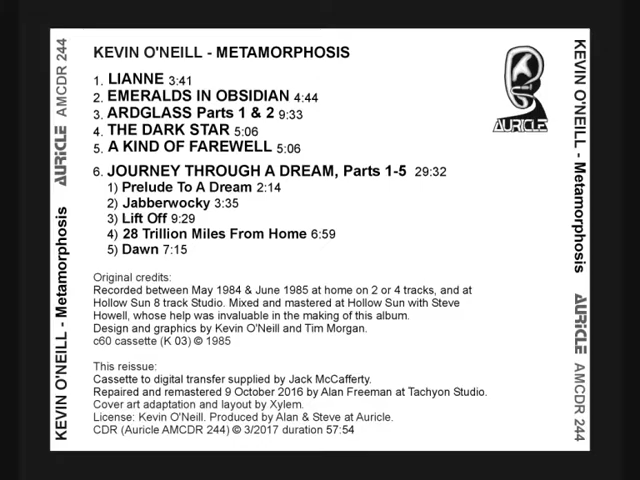 KEVIN O'NEILL - METAMORPHOSIS
1. LIANNE 3:41
2. EMERALDS IN OBSIDIAN 4:44
3. ARDGLASS Parts 1 & 2 9:33
4. THE DARK STAR 5:06
5. A KIND OF FAREWELL 5:06
6. JOURNEY THROUGH A DREAM, Parts 1-5 29:32
1) Prelude To A Dream 2:14
2) Jabberwocky 3:35
3) Lift Off 9:29
4) 28 Trillion Miles From Home 6:59
5) Dawn 7:15
Original credits:
Recorded between May 1984 & June 1985 at home on 2 or 4 tracks, and at
Hollow Sun 8 track Studio. Mixed and mastered at Hollow Sun with Steve
Howell, whose help was invaluable in the making of this album.
Design and graphics by Kevin O'Neill and Tim Morgan.
c60 cassette (K 03) © 1985
This reissue:
Cassette to digital transfer supplied by Jack McCafferty.
Repaired and remastered 9 October 2016 by Alan Freeman at Tachyon Studio.
Cover art adaptation and layout by Xylem.
License: Kevin O'Neill. Produced by Alan & Steve at Auricle.
CDR (Auricle AMCDR 244) © 3/2017 duration 57:54
AURICLE
KEVIN O'NEILL - Metamorphosis AURICLE AMCDR 244
KEVIN O'NEILL - Metamorphosis AURICLE AMCDR 244